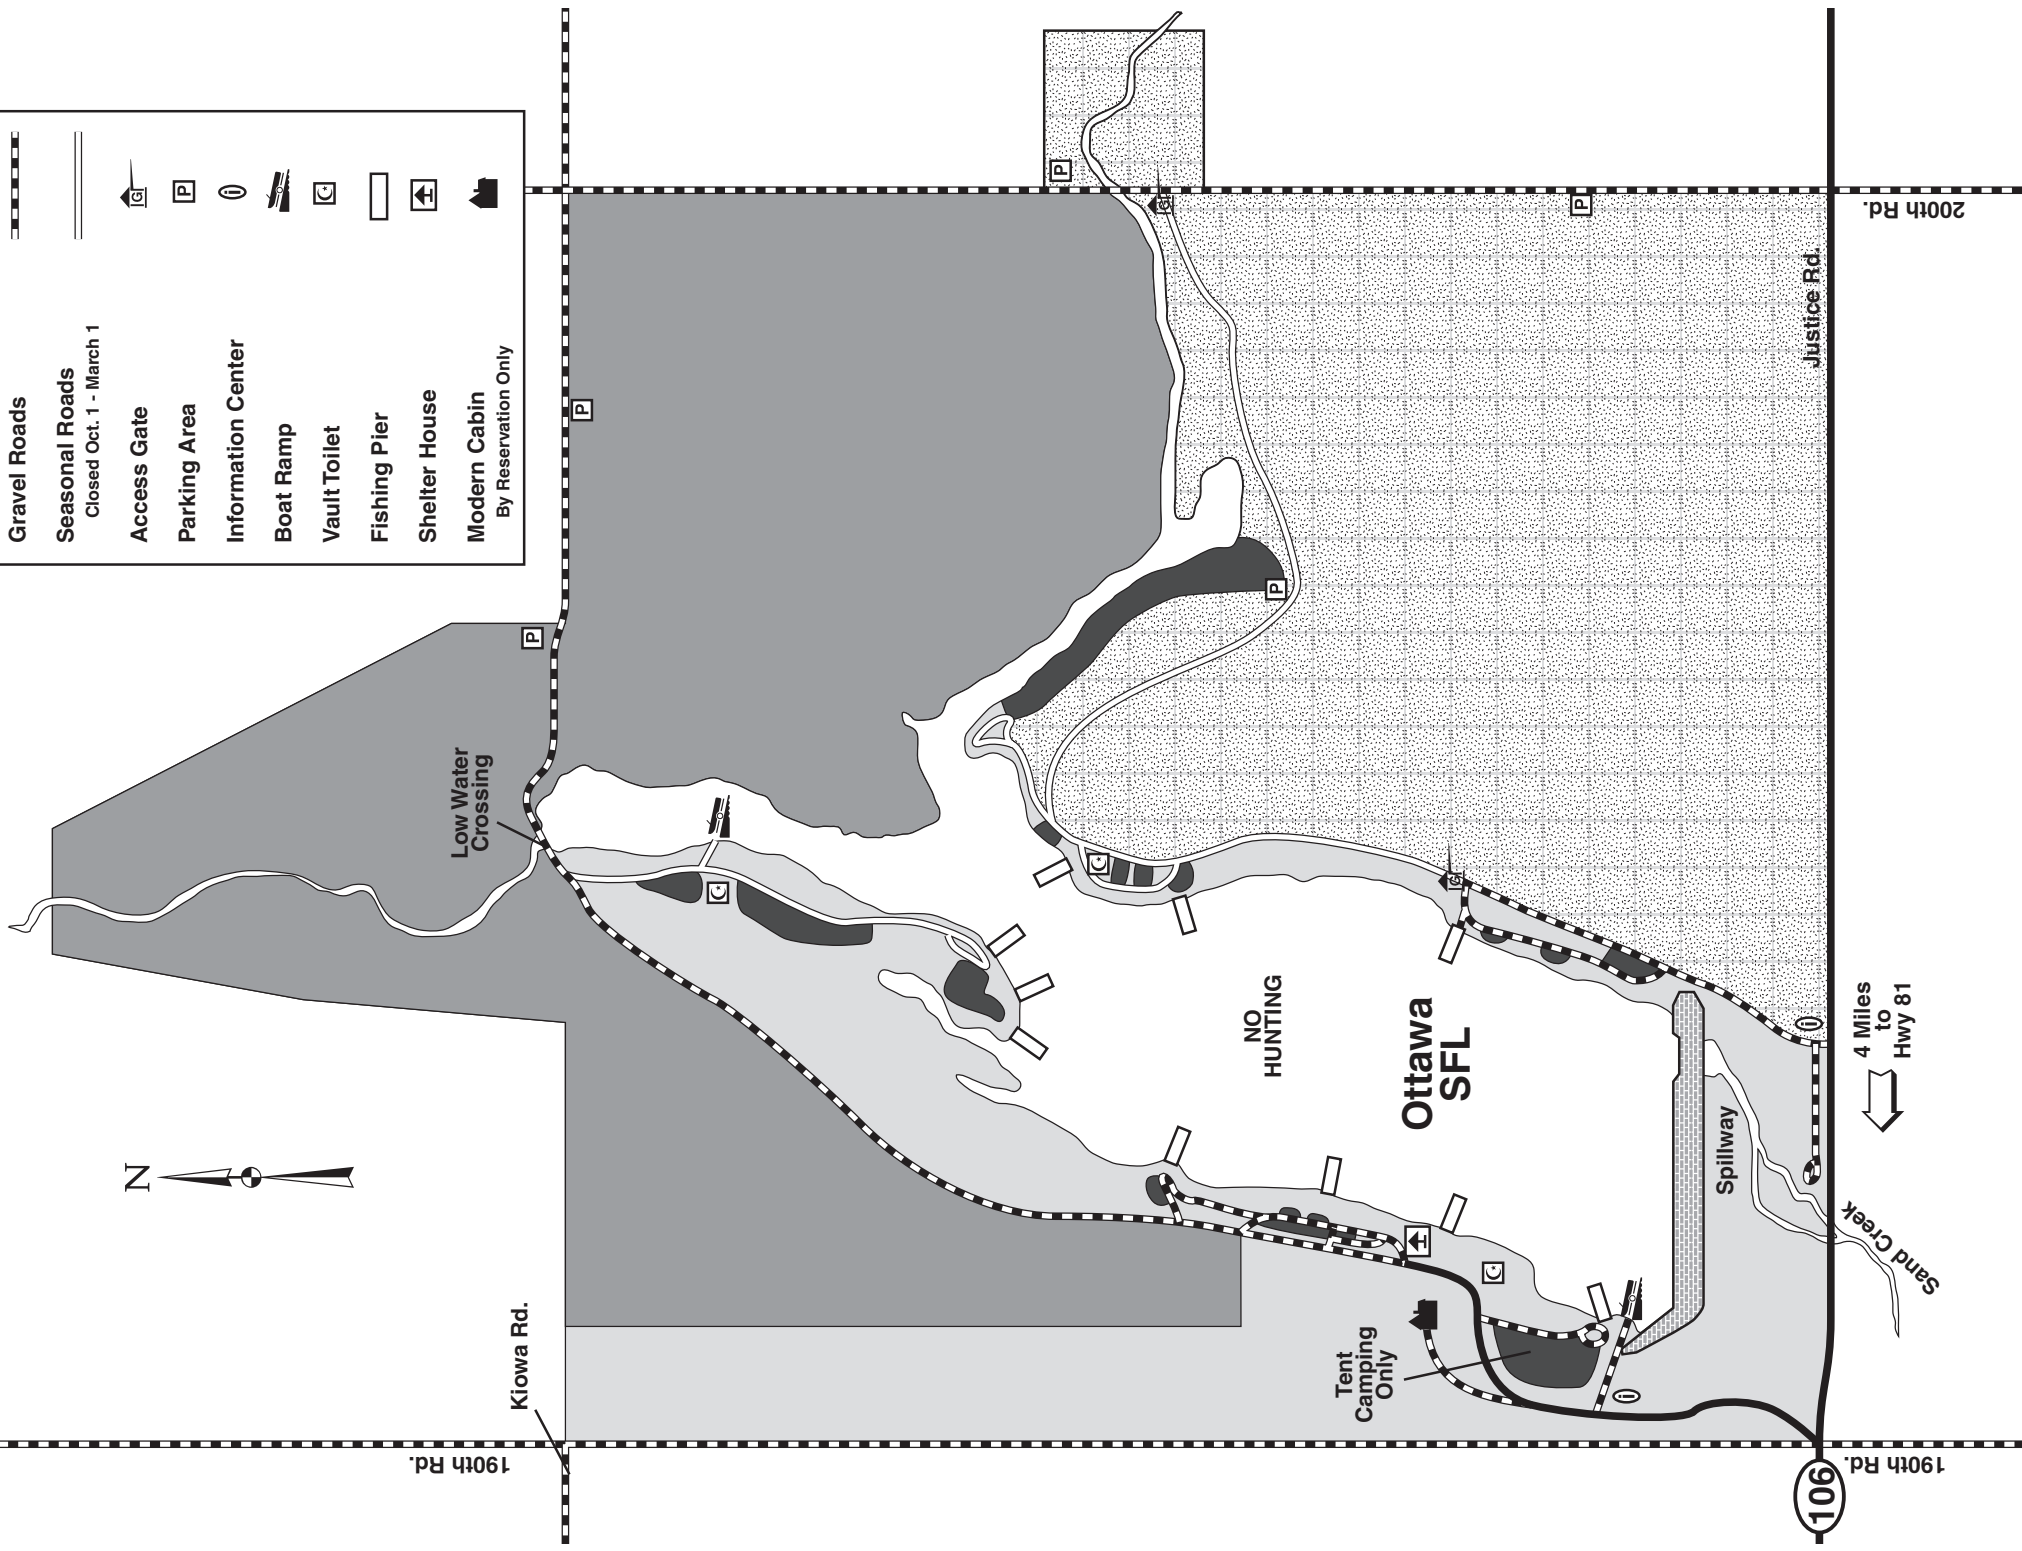 Gravel Roads
Seasonal Roads
Closed Oct. 1 - March 1
Access Gate
G
Parking Area
P
Information Center
i
Boat Ramp
Vault Toilet
Fishing Pier
Shelter House
Modern Cabin
By Reservation Only
N
Kiowa Rd.
190th Rd.
Low Water
Crossing
P
P
P
G
P
P
200th Rd.
Justice Rd.
G
NO
HUNTING
Ottawa
SFL
Tent
Camping
Only
i
Spillway
i
4 Miles
to
Hwy 81
Sand Creek
190th Rd.
106